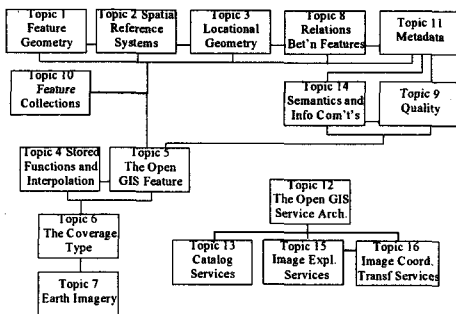 Topic 1
Feature
Geometry
Topic 2 Spatial
Reference
Systems
Topic 3
Locational
Geometry
Topic 8
Relations
Bet'n Features
Topic 11
Metadata
Topic 10
Feature
Collections
Topic 14
Semantics and
Info Com't's
Topic 9
Quality
Topic 4 Stored
Functions and
Interpolation
Topic 5
The Open
GIS Feature
Topic 12
The Open GIS
Service Arch.
Topic 6
The Coverage.
Type
Topic 13
Catalog
Services
Topic 15
Image Expl.
Services
Topic 16
Image Coord.
Transf Services
Topic 7
Earth Imagery